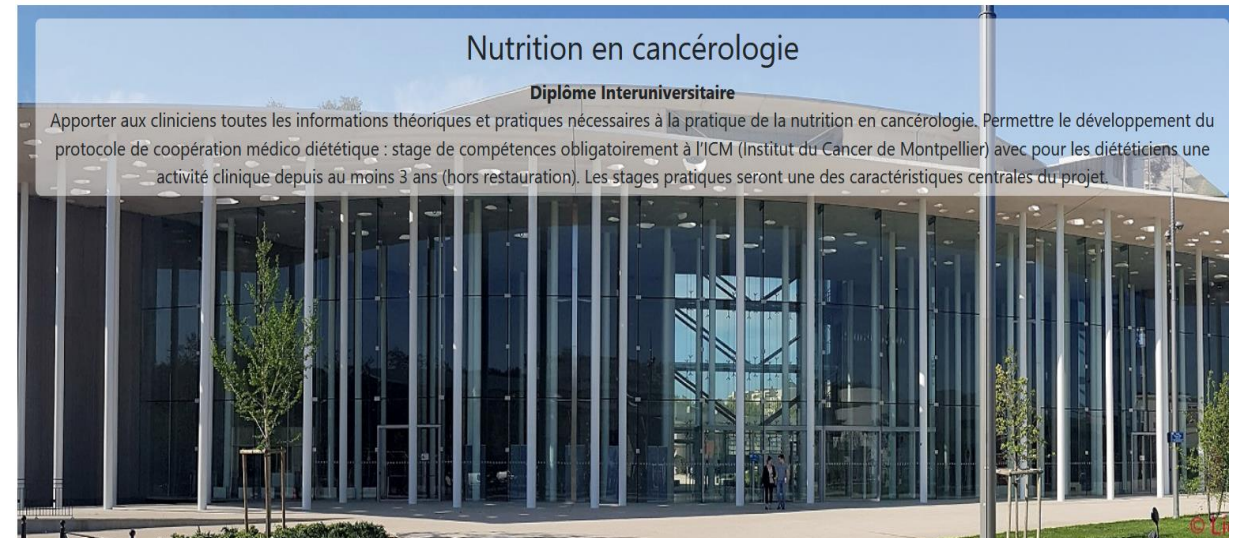 Nutrition en cancérologie
Diplôme Interuniversitaire
Apporter aux cliniciens toutes les informations théoriques et pratiques nécessaires à la pratique de la nutrition en cancérologie. Permettre le développement du
protocole de coopération médico diététique : stage de compétences obligatoirement à l'ICM (Institut du Cancer de Montpellier) avec pour les diététiciens une
activité clinique depuis au moins 3 ans (hors restauration). Les stages pratiques seront une des caractéristiques centrales du projet.